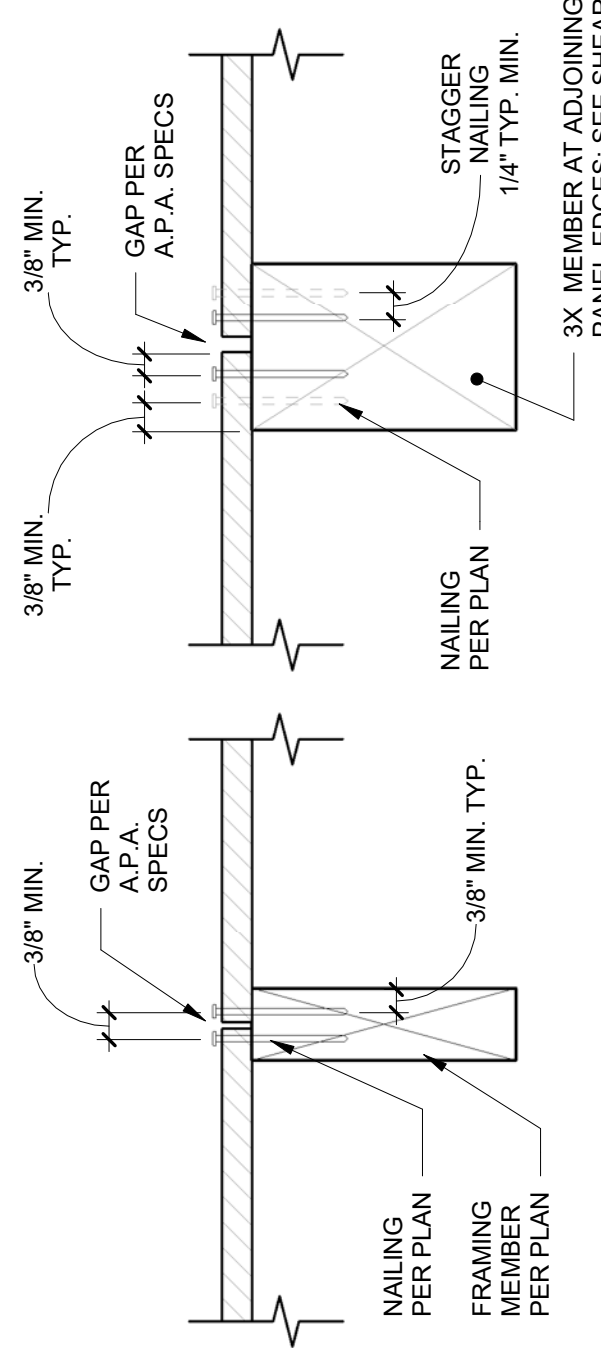 3/8" MIN.
GAP PER
A.P.A.
SPECS
3/8" MIN. TYP.
NAILING
PER PLAN
FRAMING
MEMBER
PER PLAN
3/8" MIN.
TYP.
3/8" MIN.
TYP.
GAP PER
A.P.A. SPECS
STAGGER
NAILING
1/4" TYP. MIN.
NAILING
PER PLAN
3X MEMBER AT ADJOINING
PANEL EDGES; SEE SHEAR